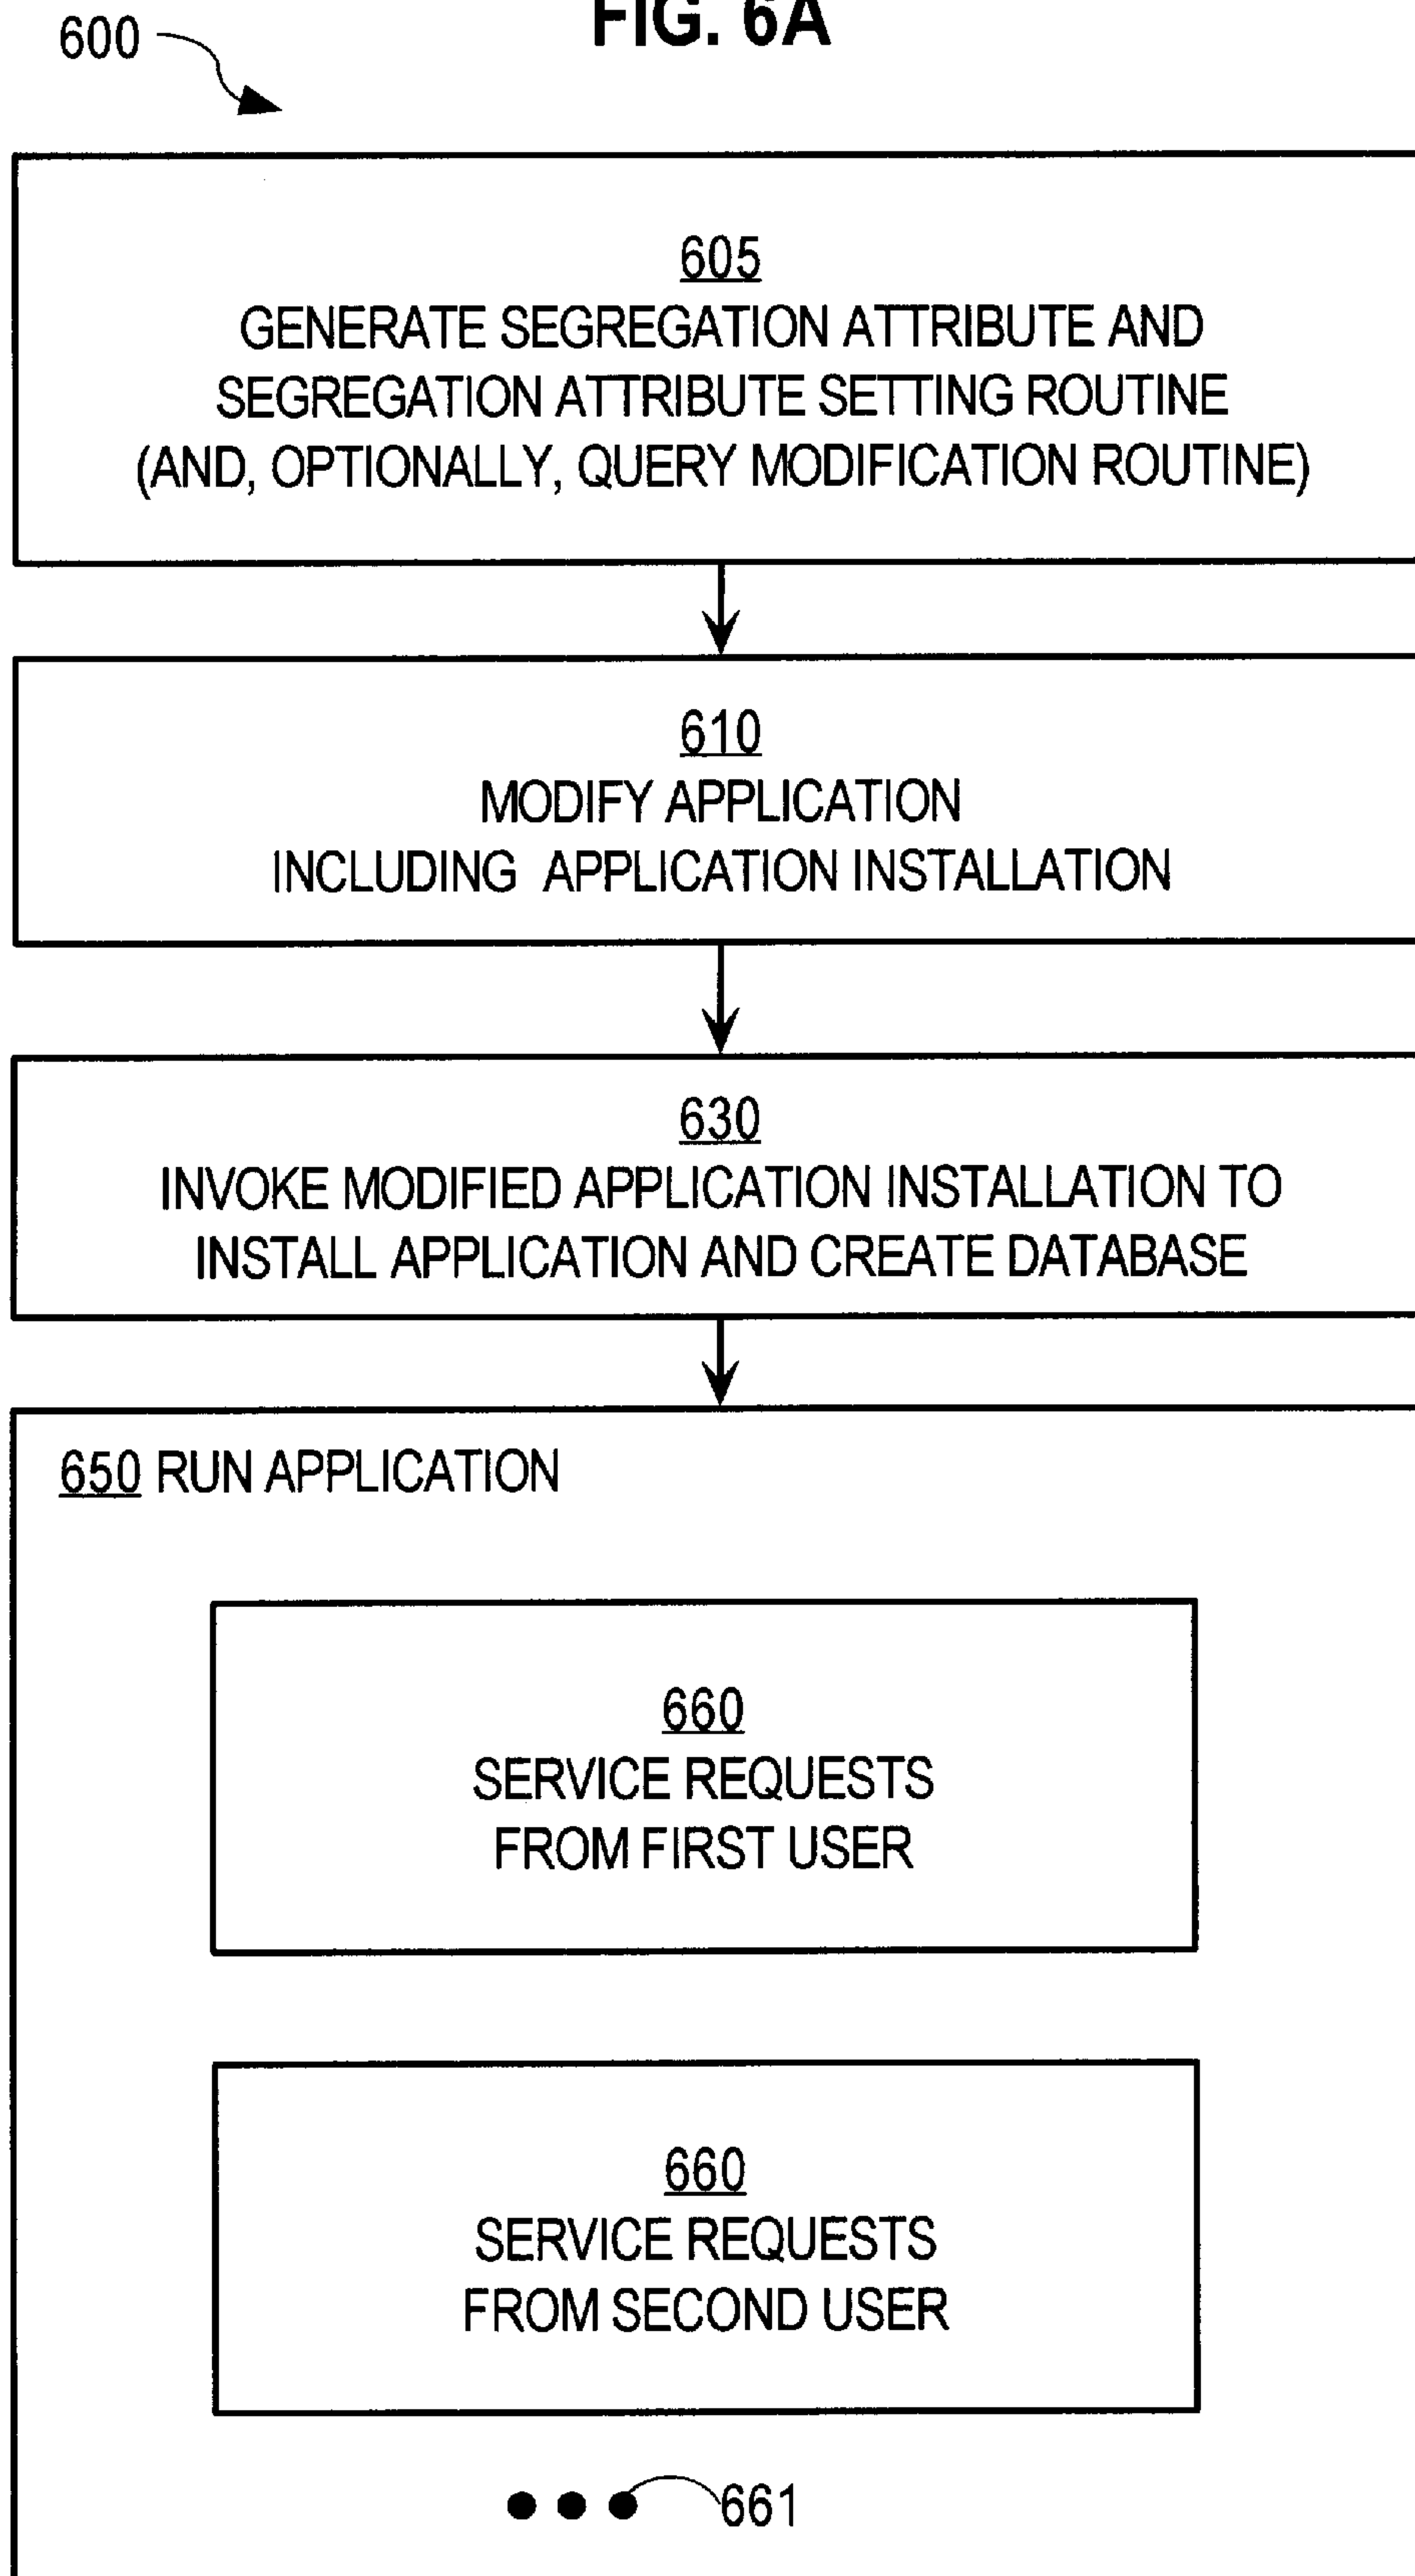 FIG. 6A
600
605
GENERATE SEGREGATION ATTRIBUTE AND
SEGREGATION ATTRIBUTE SETTING ROUTINE
(AND, OPTIONALLY, QUERY MODIFICATION ROUTINE)
610
MODIFY APPLICATION
INCLUDING APPLICATION INSTALLATION
630
INVOKE MODIFIED APPLICATION INSTALLATION TO
INSTALL APPLICATION AND CREATE DATABASE
650 RUN APPLICATION
660
SERVICE REQUESTS
FROM FIRST USER
660
SERVICE REQUESTS
FROM SECOND USER
661